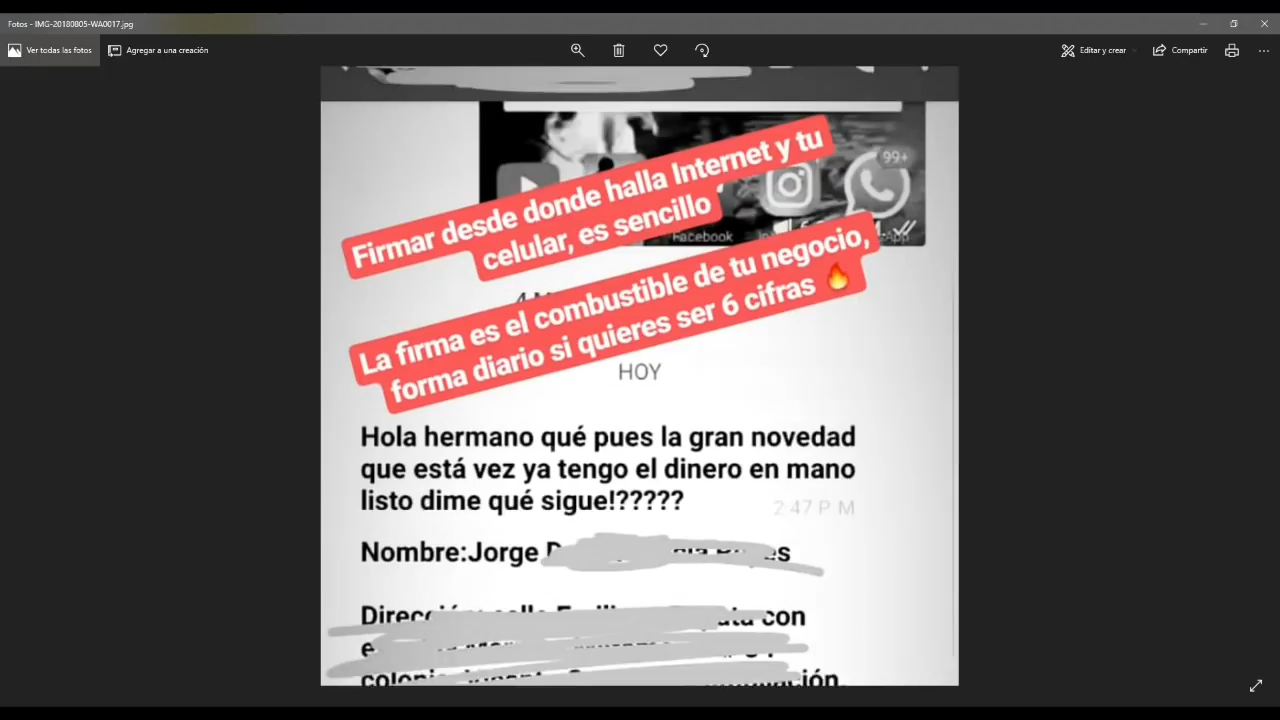 Fotos - IMG-20180805-WA0017.jpg
Ver todas las fotos
Agregar a una creación
Editar y crear
Compartir
99+
Firmar desde donde halla Internet y tu
celular, es sencillo
Facebook
La firma es el combustible de tu negocio,
forma diario si quieres ser 6 cifras 🔥
HOY
Hola hermano qué pues la gran novedad
que está vez ya tengo el dinero en mano
listo dime qué sigue!?????
2:47 P M
Nombre:Jorge
con